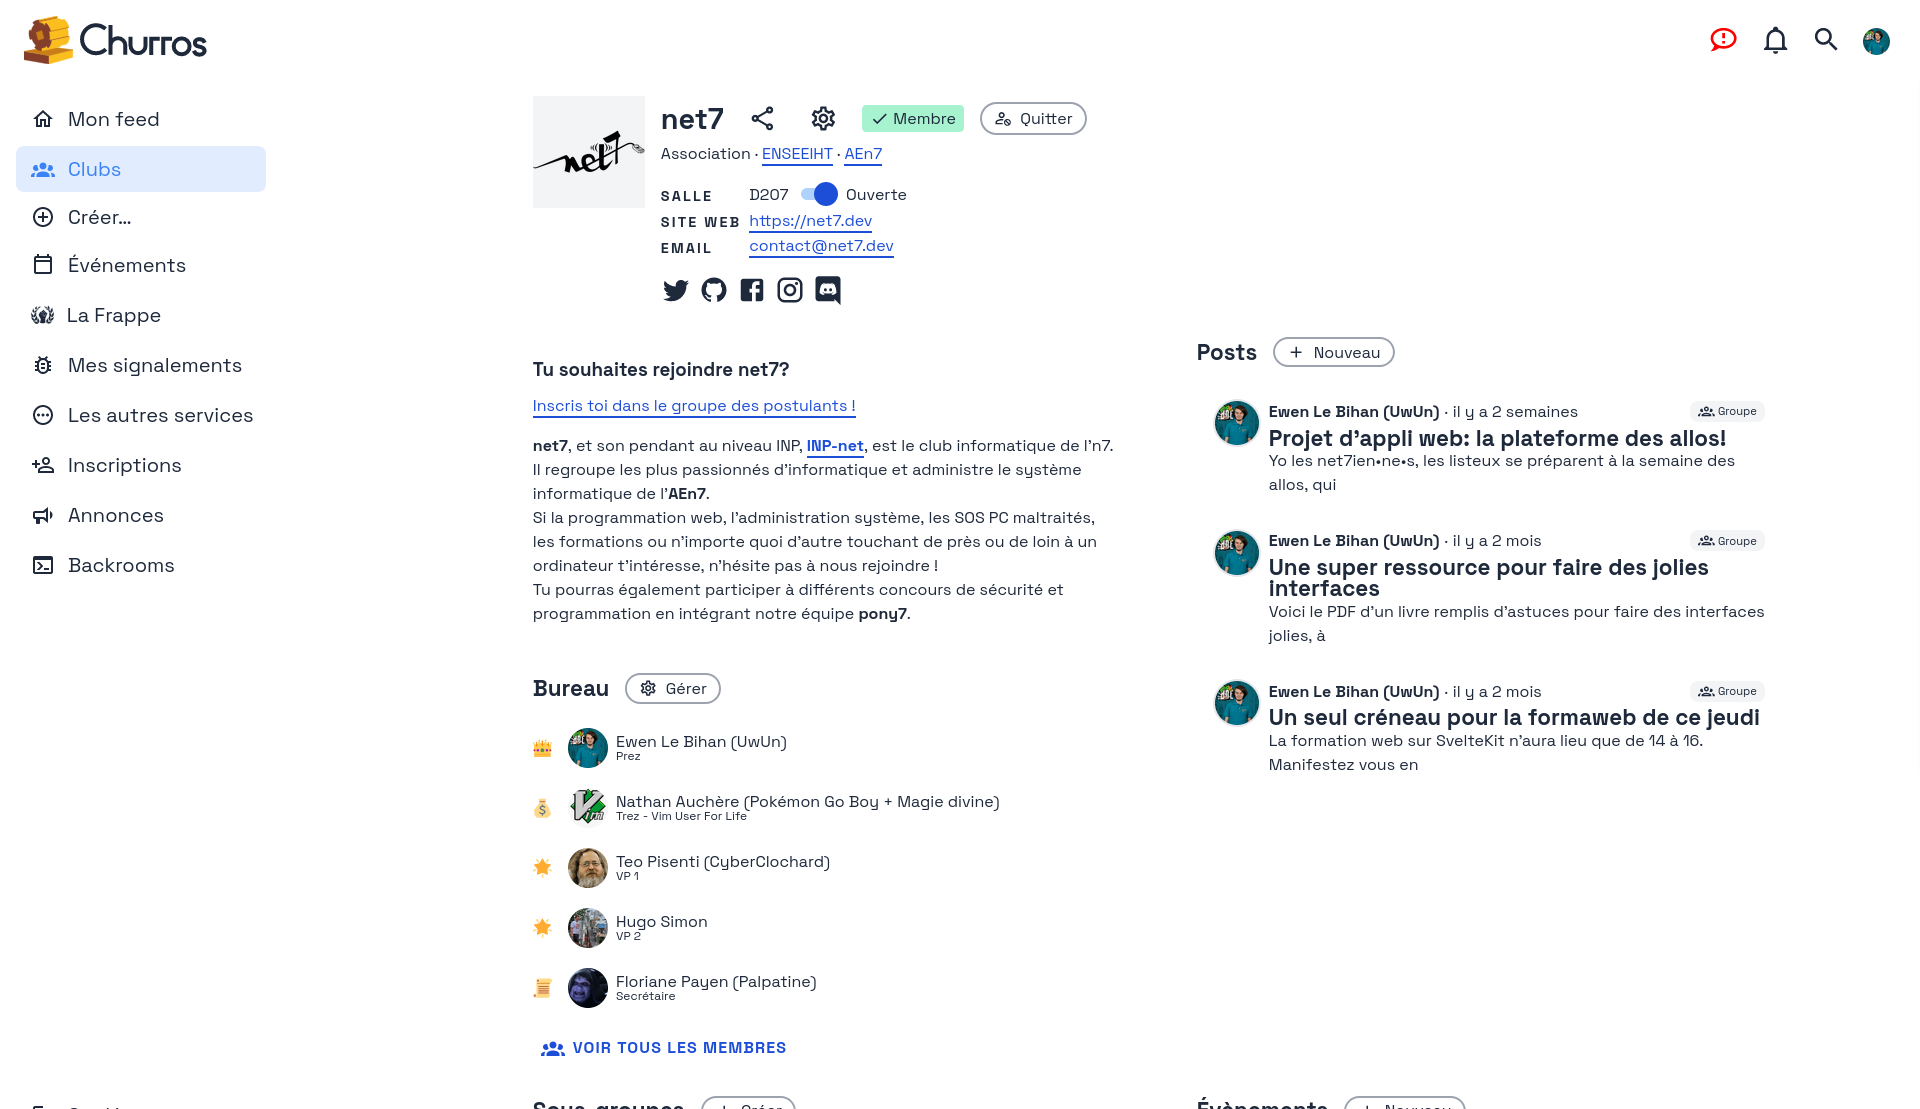 Churros
Mon feed
Clubs
Créer...
Événements
La Frappe
Mes signalements
Les autres services
Inscriptions
Annonces
Backrooms
net7
net7
Membre
Quitter
Association · ENSEEIHT · AEn7
SALLE D207 Ouverte
SITE WEB https://net7.dev
EMAIL contact@net7.dev
Tu souhaites rejoindre net7?
Inscris toi dans le groupe des postulants !
net7, et son pendant au niveau INP, INP-net, est le club informatique de l'n7.
Il regroupe les plus passionnés d'informatique et administre le système
informatique de l'AEn7.
Si la programmation web, l'administration système, les SOS PC maltraités,
les formations ou n'importe quoi d'autre touchant de près ou de loin à un
ordinateur t'intéresse, n'hésite pas à nous rejoindre !
Tu pourras également participer à différents concours de sécurité et
programmation en intégrant notre équipe pony7.
Bureau
Gérer
Ewen Le Bihan (UwUn)
Prez
Nathan Auchère (Pokémon Go Boy + Magie divine)
Trez - Vim User For Life
Teo Pisenti (CyberClochard)
VP 1
Hugo Simon
VP 2
Floriane Payen (Palpatine)
Secrétaire
VOIR TOUS LES MEMBRES
Sous-groupes
Créer
Posts
Nouveau
Ewen Le Bihan (UwUn) · il y a 2 semaines
Groupe
Projet d'appli web: la plateforme des allos!
Yo les net7ien•ne•s, les listeux se préparent à la semaine des
allos, qui
Ewen Le Bihan (UwUn) · il y a 2 mois
Groupe
Une super ressource pour faire des jolies
interfaces
Voici le PDF d'un livre remplis d'astuces pour faire des interfaces
jolies, à
Ewen Le Bihan (UwUn) · il y a 2 mois
Groupe
Un seul créneau pour la formaweb de ce jeudi
La formation web sur SvelteKit n'aura lieu que de 14 à 16.
Manifestez vous en
Évènements
Nouveau